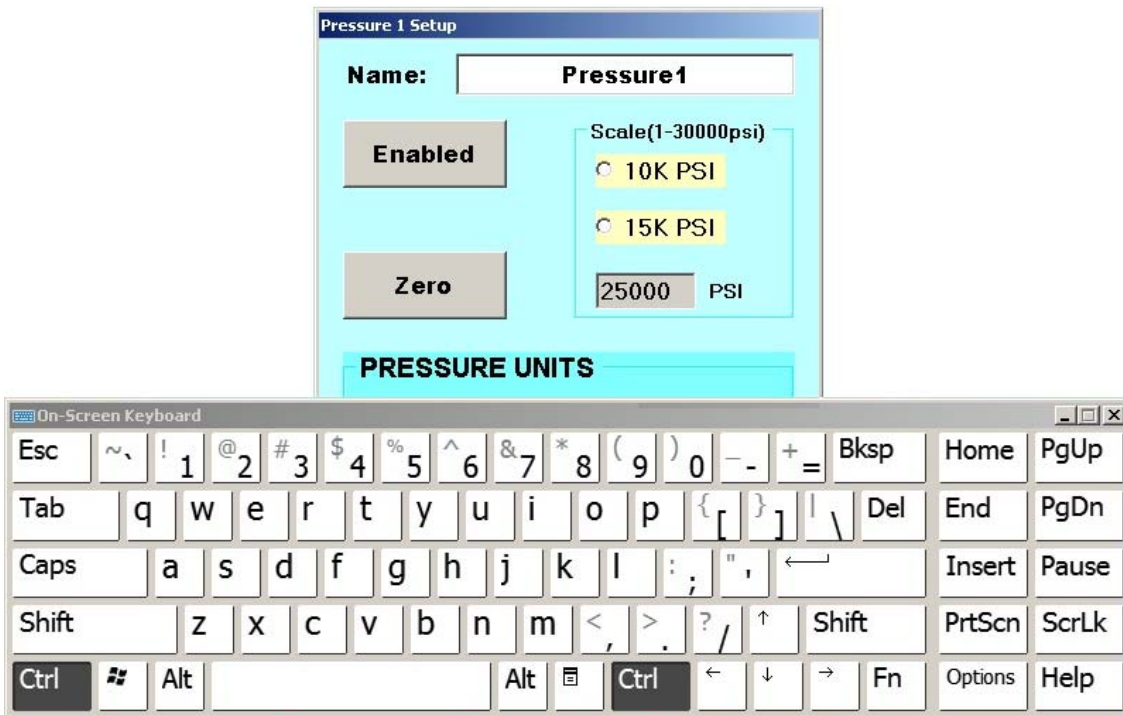 Pressure 1 Setup
Name: Pressure1
Enabled
Scale(1-30000psi)
10K PSI
15K PSI
Zero
25000 PSI
PRESSURE UNITS
On-Screen Keyboard
Esc ~ ` ! 1 @ 2 # 3 $ 4 % 5 ^ 6 & 7 * 8 ( 9 ) 0 _ - + = Bksp Home PgUp
Tab q w e r t y u i o p { [ } ] | \ Del End PgDn
Caps a s d f g h j k l : ; " ' Insert Pause
Shift z x c v b n m < , > . ? / ↑ Shift PrtScn ScrLk
Ctrl Alt Alt Ctrl ← ↓ → Fn Options Help